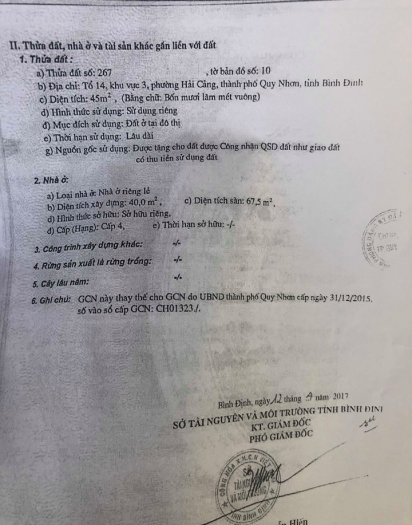 II. Thửa đất, nhà ở và tài sản khác gắn liền với đất
1. Thửa đất:
a) Thửa đất số: 267 , tờ bản đồ số: 10
b) Địa chỉ: Tổ 14, khu vực 3, phường Hải Cảng, thành phố Quy Nhơn, tỉnh Bình Định
c) Diện tích: 45m², (Bằng chữ: Bốn mươi lăm mét vuông)
d) Hình thức sử dụng: Sử dụng riêng
đ) Mục đích sử dụng: Đất ở tại đô thị
e) Thời hạn sử dụng: Lâu dài
g) Nguồn gốc sử dụng: Được tặng cho đất được Công nhận QSD đất như giao đất
có thu tiền sử dụng đất
2. Nhà ở:
a) Loại nhà ở: Nhà ở riêng lẻ
b) Diện tích xây dựng: 40,0 m², c) Diện tích sàn: 67,5 m²,
d) Hình thức sở hữu: Sở hữu riêng,
đ) Cấp (Hạng): Cấp 4, e) Thời hạn sở hữu: -/-
3. Công trình xây dựng khác: -/-
4. Rừng sản xuất là rừng trồng: -/-
5. Cây lâu năm: -/-
6. Ghi chú: GCN này thay thế cho GCN do UBND thành phố Quy Nhơn cấp ngày 31/12/2015,
số vào sổ cấp GCN: CH01323./.
Bình Định, ngày 12 tháng 9 năm 2017
SỞ TÀI NGUYÊN VÀ MÔI TRƯỜNG TỈNH BÌNH ĐỊNH
KT. GIÁM ĐỐC
PHÓ GIÁM ĐỐC
Hiền